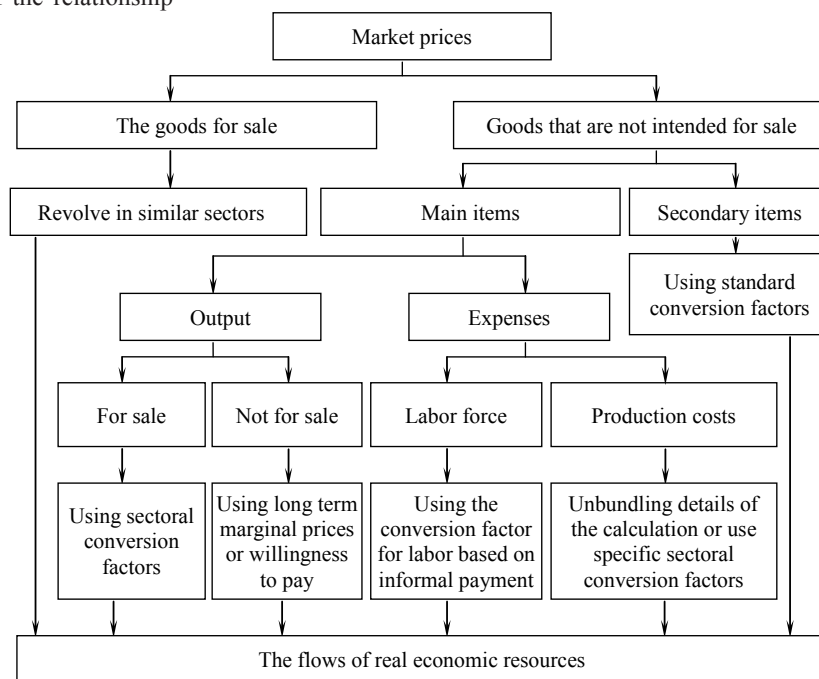 the relationship
Market prices
The goods for sale
Goods that are not intended for sale
Revolve in similar sectors
Main items
Secondary items
Using standard
conversion factors
Output
Expenses
For sale
Not for sale
Labor force
Production costs
Using sectoral
conversion
factors
Using long term
marginal prices
or willingness
to pay
Using the
conversion factor
for labor based on
informal payment
Unbundling details of
the calculation or use
specific sectoral
conversion factors
The flows of real economic resources